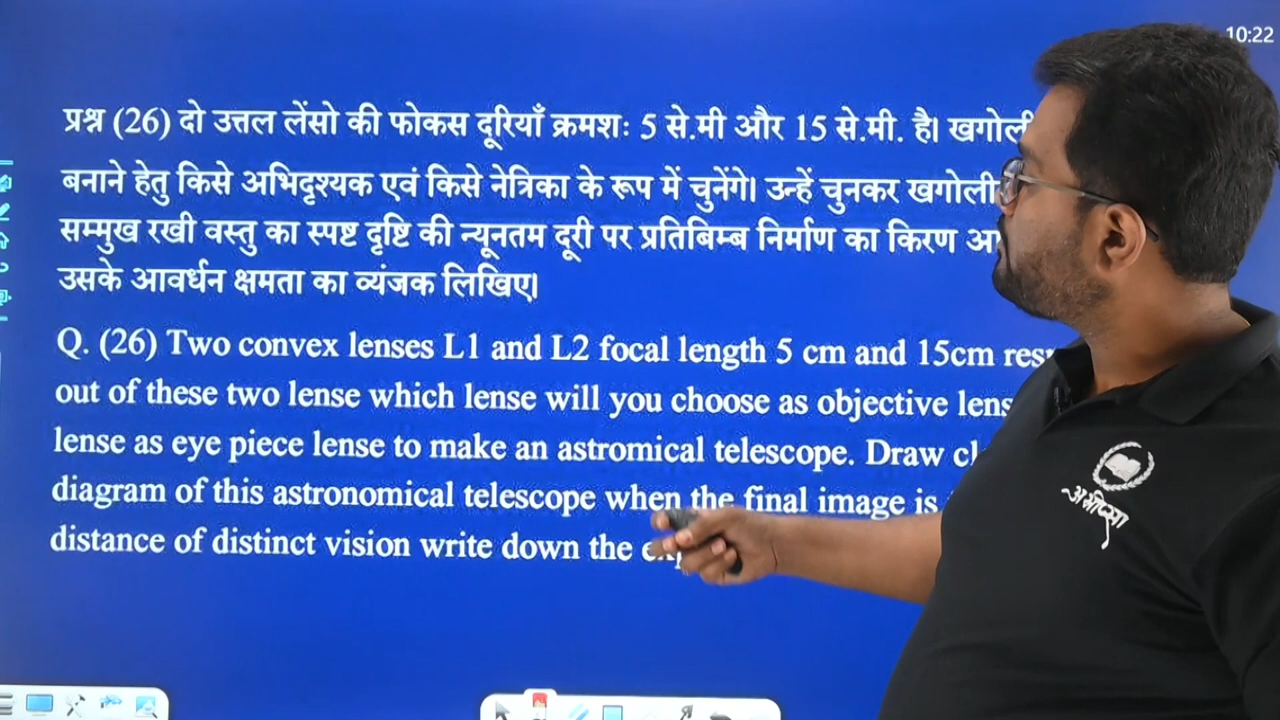 10:22
प्रश्न (26) दो उत्तल लेंसो की फोकस दूरियाँ क्रमशः 5 से.मी और 15 से.मी. है। खगोली
बनाने हेतु किसे अभिदृश्यक एवं किसे नेत्रिका के रूप में चुनेंगे। उन्हें चुनकर खगोली
सम्मुख रखी वस्तु का स्पष्ट दृष्टि की न्यूनतम दूरी पर प्रतिबिम्ब निर्माण का किरण
उसके आवर्धन क्षमता का व्यंजक लिखिए।
Q. (26) Two convex lenses L1 and L2 focal length 5 cm and 15cm
out of these two lense which lense will you choose as objective lens
lense as eye piece lense to make an astromical telescope. Draw
diagram of this astronomical telescope when the final image is
distance of distinct vision write down the
अभीप्सा